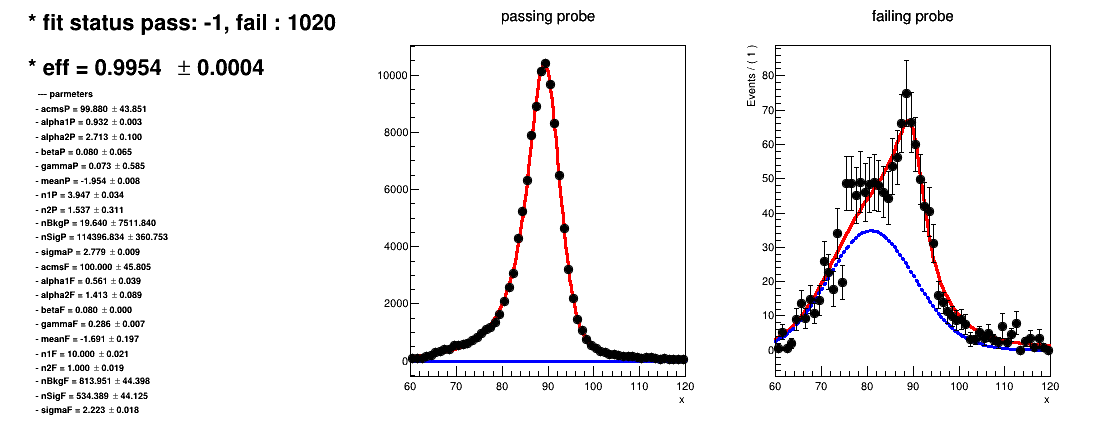 * fit status pass: -1, fail : 1020
* eff = 0.9954 ± 0.0004
--- parmeters
- acmsP = 99.880 ± 43.851
- alpha1P = 0.932 ± 0.003
- alpha2P = 2.713 ± 0.100
- betaP = 0.080 ± 0.065
- gammaP = 0.073 ± 0.585
- meanP = -1.954 ± 0.008
- n1P = 3.947 ± 0.034
- n2P = 1.537 ± 0.311
- nBkgP = 19.640 ± 7511.840
- nSigP = 114396.834 ± 360.753
- sigmaP = 2.779 ± 0.009
- acmsF = 100.000 ± 45.805
- alpha1F = 0.561 ± 0.039
- alpha2F = 1.413 ± 0.089
- betaF = 0.080 ± 0.000
- gammaF = 0.286 ± 0.007
- meanF = -1.691 ± 0.197
- n1F = 10.000 ± 0.021
- n2F = 1.000 ± 0.019
- nBkgF = 813.951 ± 44.398
- nSigF = 534.389 ± 44.125
- sigmaF = 2.223 ± 0.018
passing probe
10000
8000
6000
4000
2000
0
60 70 80 90 100 110 120
x
failing probe
Events / ( 1 )
80
70
60
50
40
30
20
10
0
60 70 80 90 100 110 120
x